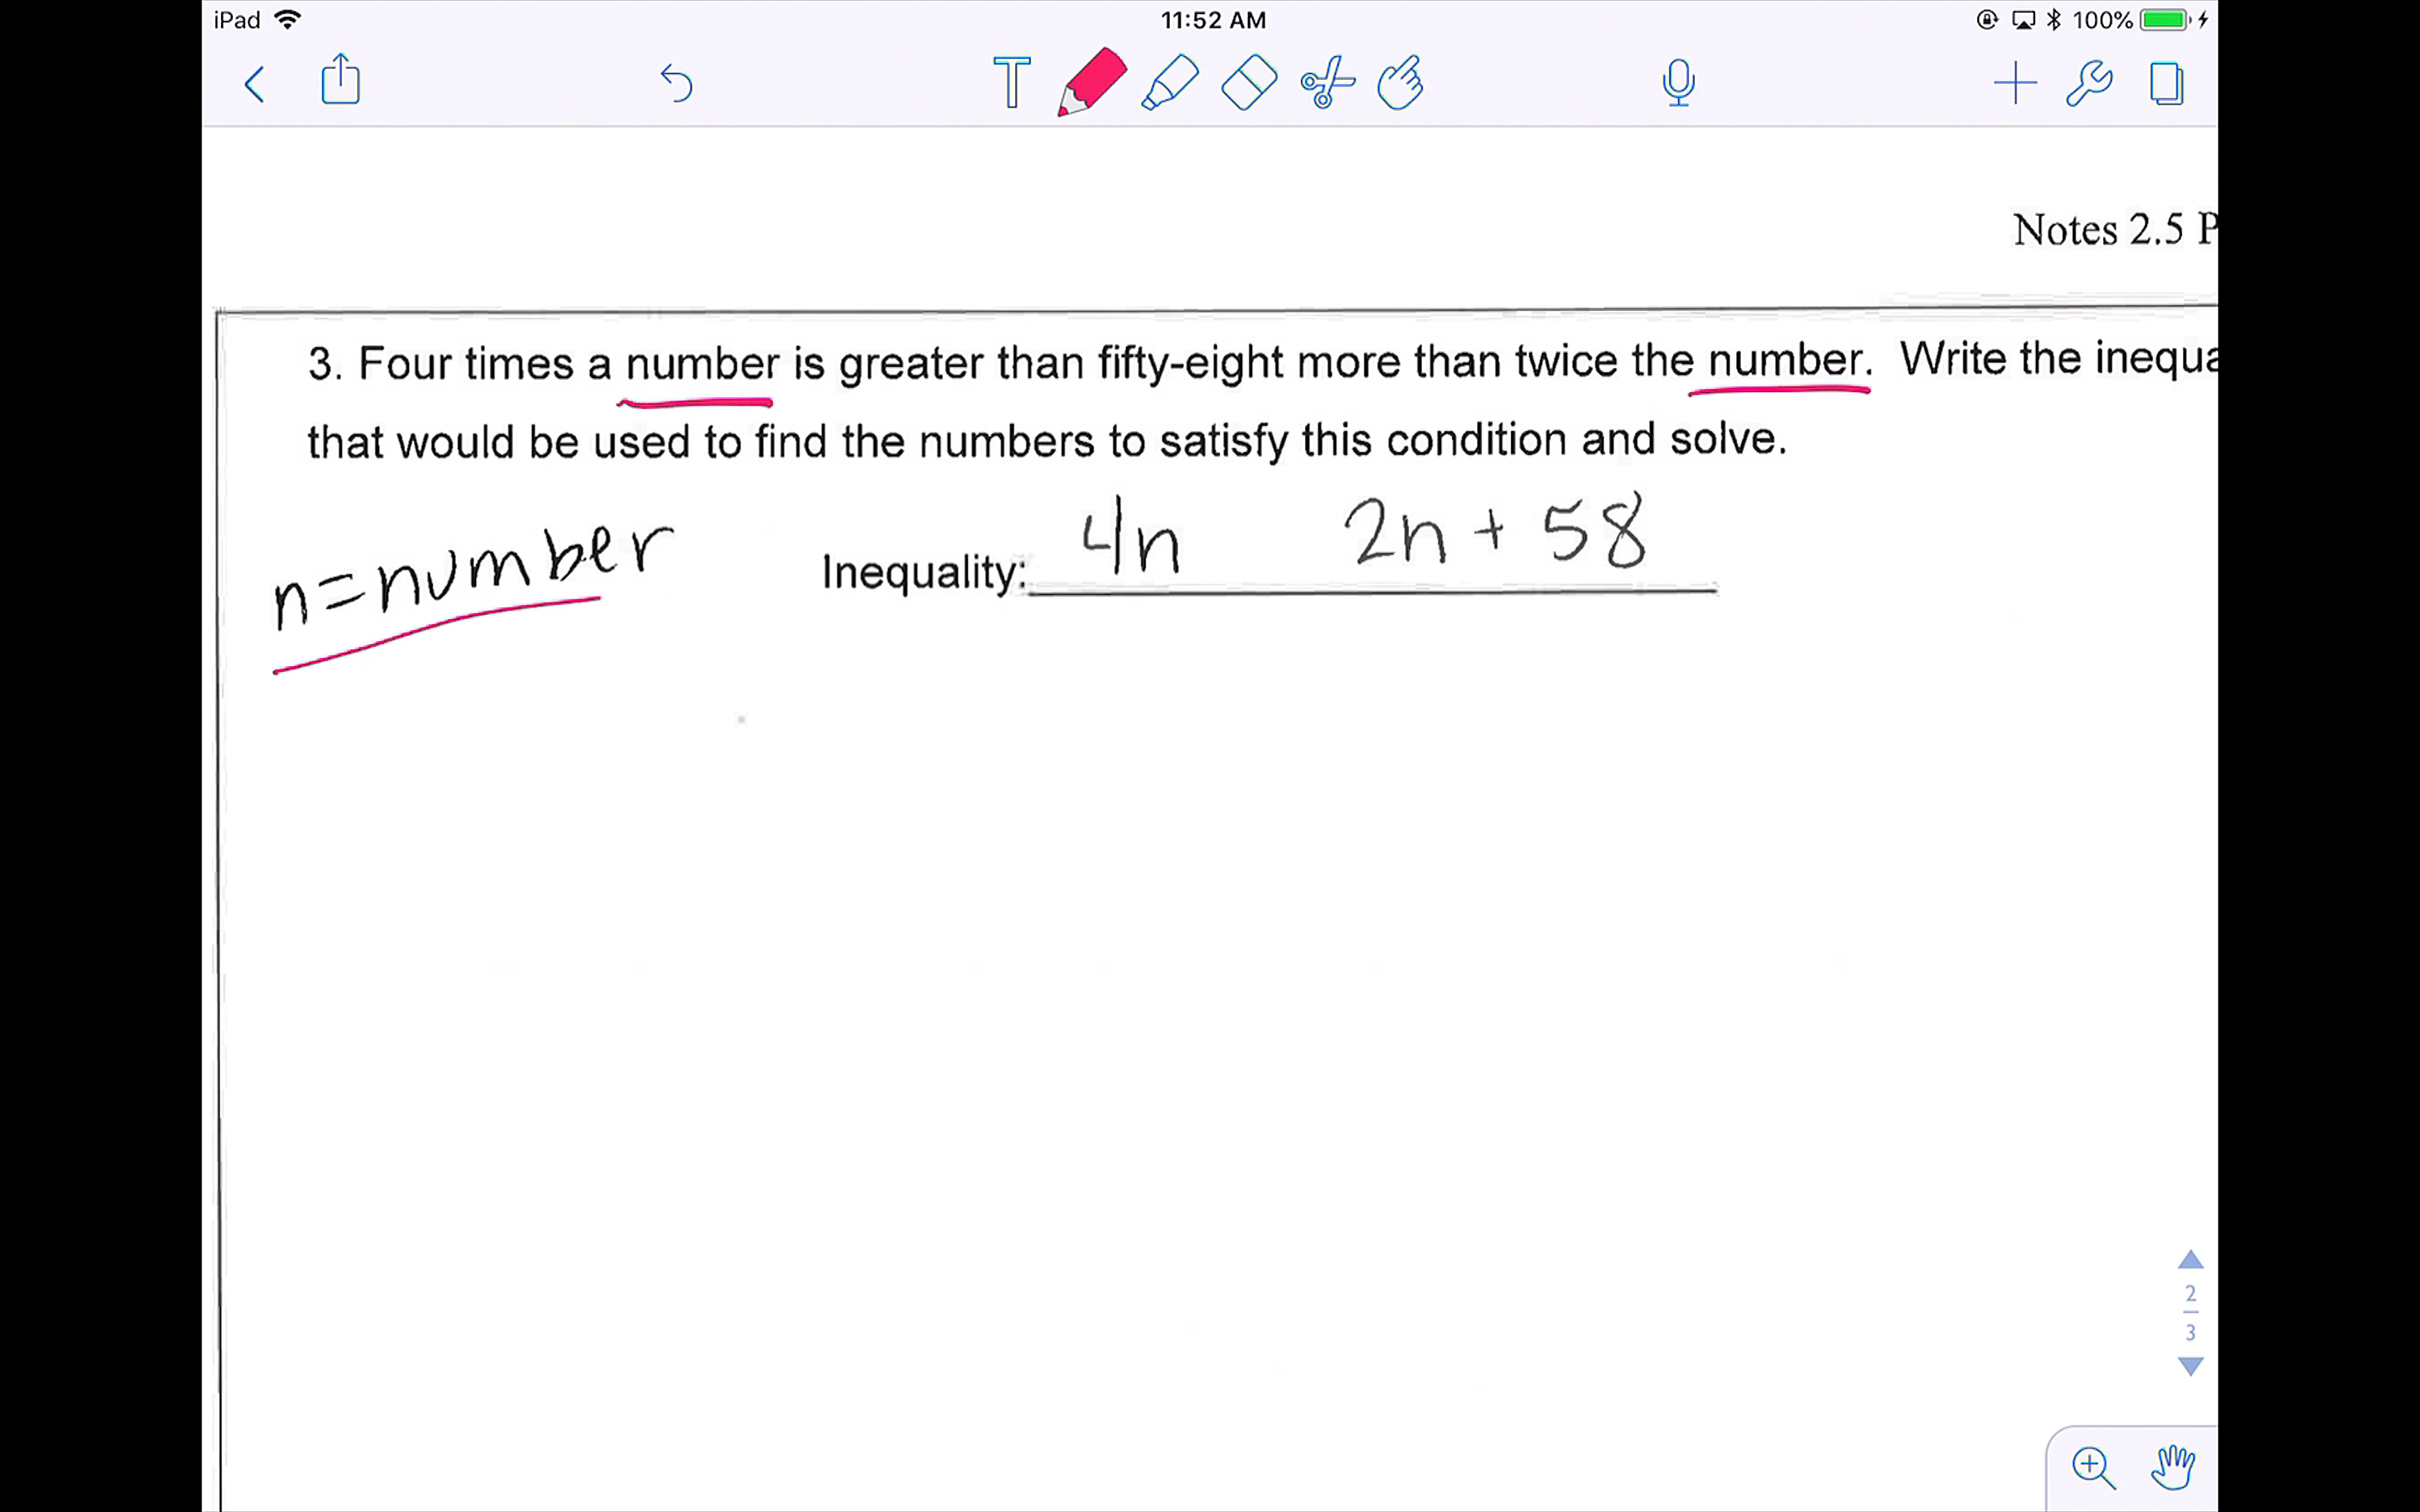 iPad 11:52 AM 100%
T
Notes 2.5 P
3. Four times a number is greater than fifty-eight more than twice the number. Write the inequa
that would be used to find the numbers to satisfy this condition and solve.
n=number Inequality: 4n 2n + 58
2
3